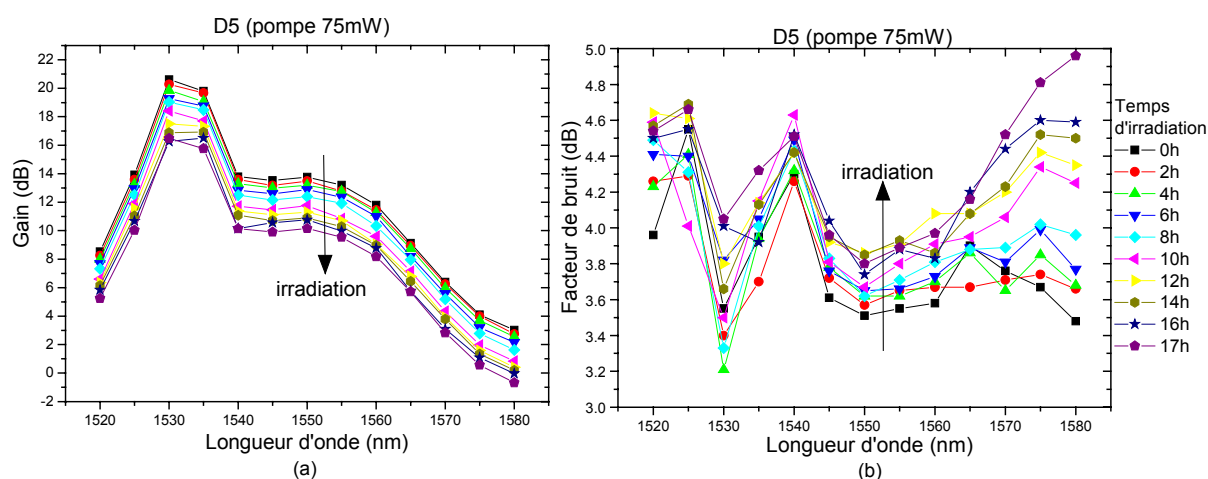 D5 (pompe 75mW)
Gain (dB)
22
20
18
16
14
12
10
8
6
4
2
0
-2
irradiation
1520 1530 1540 1550 1560 1570 1580
Longueur d'onde (nm)
(a)
D5 (pompe 75mW)
Facteur de bruit (dB)
5.0
4.8
4.6
4.4
4.2
4.0
3.8
3.6
3.4
3.2
3.0
irradiation
1520 1530 1540 1550 1560 1570 1580
Longueur d'onde (nm)
(b)
Temps
d'irradiation
0h
2h
4h
6h
8h
10h
12h
14h
16h
17h